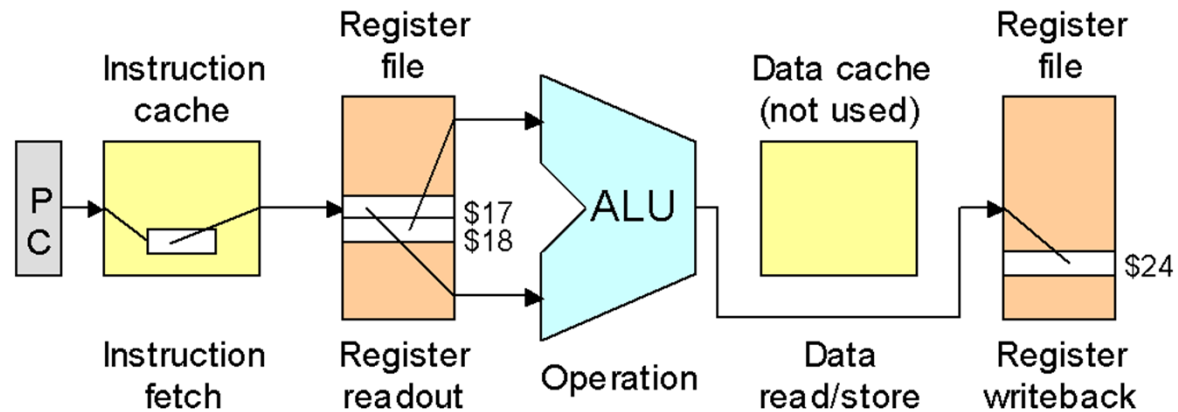 Register
file
Instruction
cache
Data cache
(not used)
Register
file
P
C
$17
$18
ALU
$24
Instruction
fetch
Register
readout
Operation
Data
read/store
Register
writeback